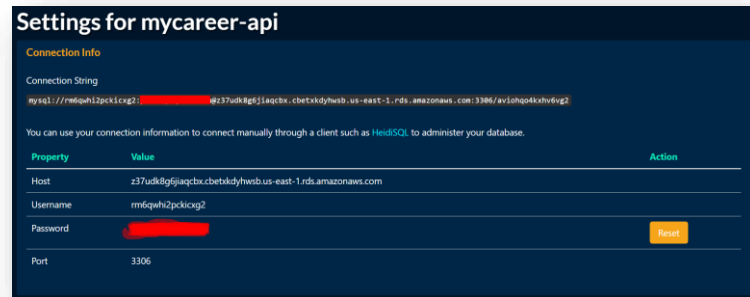 Settings for mycareer-api
Connection Info
Connection String
mysql://rm6qwhi2pckicxg2: @z37udk8g6jiaqcbx.cbetxkdyhwsb.us-east-1.rds.amazonaws.com:3306/aviohqo4kxhv6vg2
You can use your connection information to connect manually through a client such as HeidiSQL to administer your database.
Property Value Action
Host z37udk8g6jiaqcbx.cbetxkdyhwsb.us-east-1.rds.amazonaws.com
Username rm6qwhi2pckicxg2
Password Reset
Port 3306